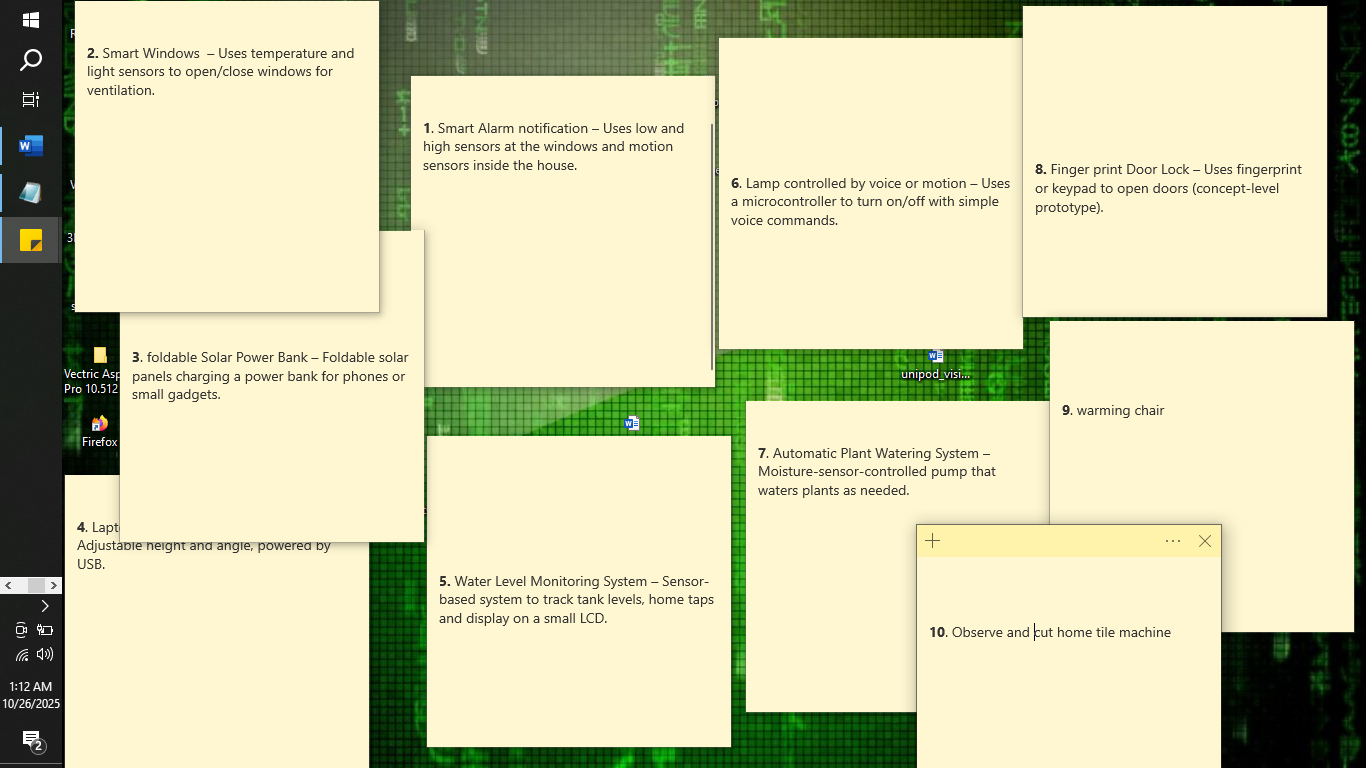 2. Smart Windows – Uses temperature and
light sensors to open/close windows for
ventilation.
1. Smart Alarm notification – Uses low and
high sensors at the windows and motion
sensors inside the house.
6. Lamp controlled by voice or motion – Uses
a microcontroller to turn on/off with simple
voice commands.
8. Finger print Door Lock – Uses fingerprint
or keypad to open doors (concept-level
prototype).
3. foldable Solar Power Bank – Foldable solar
panels charging a power bank for phones or
small gadgets.
4.
Adjustable height and angle, powered by
USB.
5. Water Level Monitoring System – Sensor-
based system to track tank levels, home taps
and display on a small LCD.
7. Automatic Plant Watering System –
Moisture-sensor-controlled pump that
waters plants as needed.
9. warming chair
10. Observe and cut home tile machine
Vectric Asp
Pro 10.512
Firefox
unipod_visi...
1:12 AM
10/26/2025
2